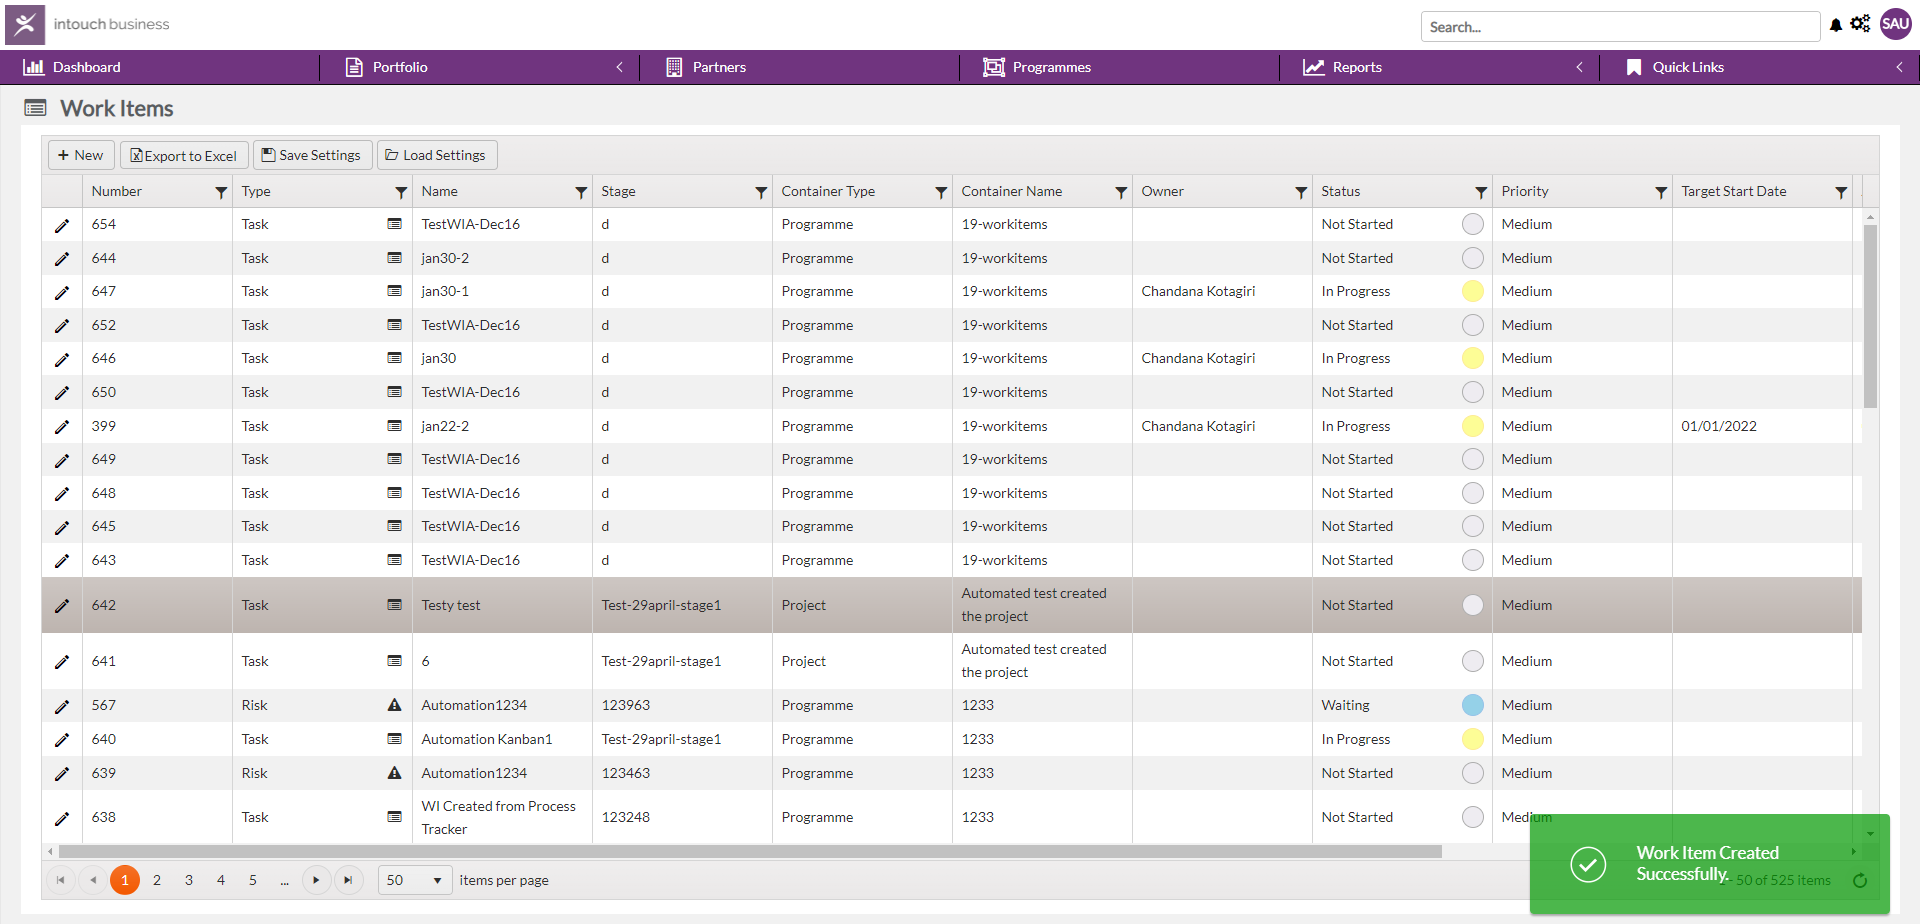 intouch business
Search...
SAU
Dashboard
Portfolio
Partners
Programmes
Reports
Quick Links
Work Items
+ New
Export to Excel
Save Settings
Load Settings
Number Type Name Stage Container Type Container Name Owner Status Priority Target Start Date
654 Task TestWIA-Dec16 d Programme 19-workitems Not Started Medium
644 Task jan30-2 d Programme 19-workitems Not Started Medium
647 Task jan30-1 d Programme 19-workitems Chandana Kotagiri In Progress Medium
652 Task TestWIA-Dec16 d Programme 19-workitems Not Started Medium
646 Task jan30 d Programme 19-workitems Chandana Kotagiri In Progress Medium
650 Task TestWIA-Dec16 d Programme 19-workitems Not Started Medium
399 Task jan22-2 d Programme 19-workitems Chandana Kotagiri In Progress Medium 01/01/2022
649 Task TestWIA-Dec16 d Programme 19-workitems Not Started Medium
648 Task TestWIA-Dec16 d Programme 19-workitems Not Started Medium
645 Task TestWIA-Dec16 d Programme 19-workitems Not Started Medium
643 Task TestWIA-Dec16 d Programme 19-workitems Not Started Medium
642 Task Testy test Test-29april-stage1 Project Automated test created
the project Not Started Medium
641 Task 6 Test-29april-stage1 Project Automated test created
the project Not Started Medium
567 Risk Automation1234 123963 Programme 1233 Waiting Medium
640 Task Automation Kanban1 Test-29april-stage1 Programme 1233 In Progress Medium
639 Risk Automation1234 123463 Programme 1233 Not Started Medium
638 Task WI Created from Process
Tracker 123248 Programme 1233 Not Started Medium
1 2 3 4 5 ... 50 items per page
Work Item Created
Successfully.
- 50 of 525 items